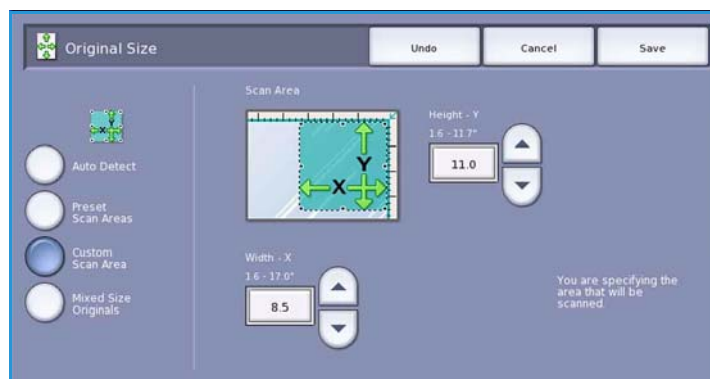 Original Size
Undo
Cancel
Save
Auto Detect
Preset
Scan Areas
Custom
Scan Area
Mixed Size
Originals
Scan Area
Y
X
Height - Y
1.6 - 11.7"
11.0
Width - X
1.6 - 17.0"
8.5
You are specifying the
area that will be
scanned.